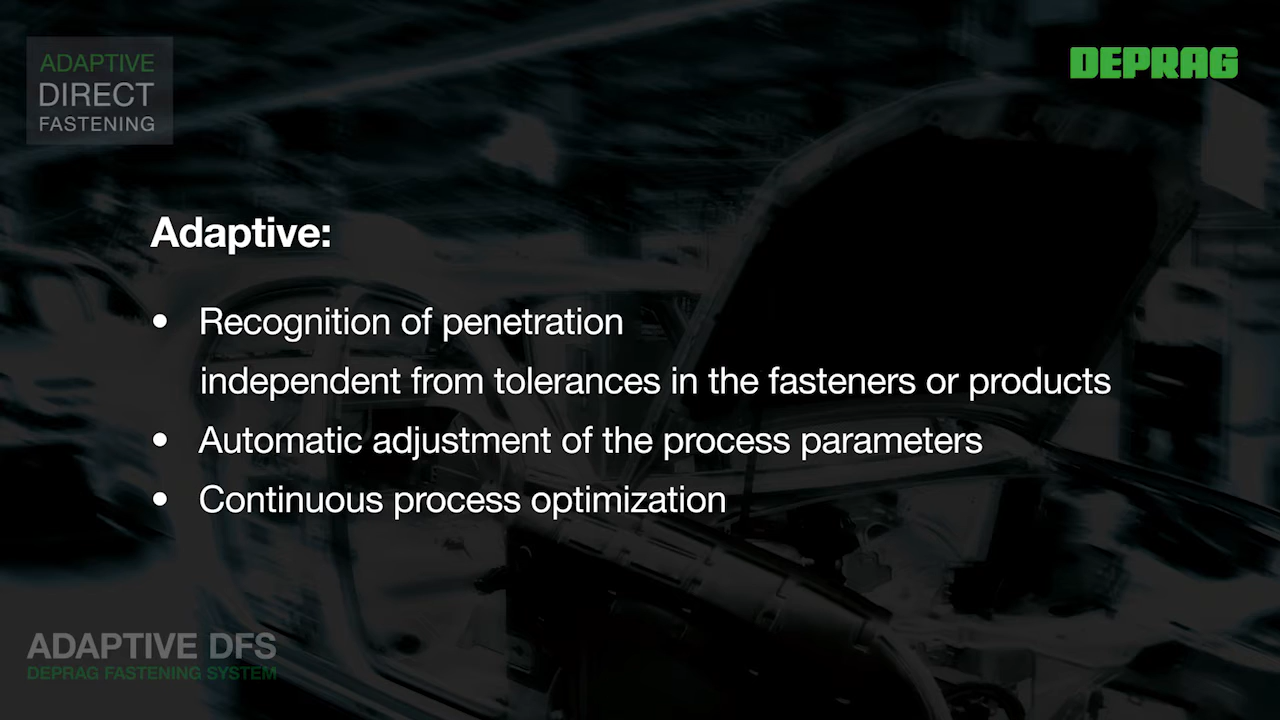 ADAPTIVE
DIRECT
FASTENING
DEPRAG
Adaptive:
• Recognition of penetration
independent from tolerances in the fasteners or products
• Automatic adjustment of the process parameters
• Continuous process optimization
ADAPTIVE DFS
DEPRAG FASTENING SYSTEM